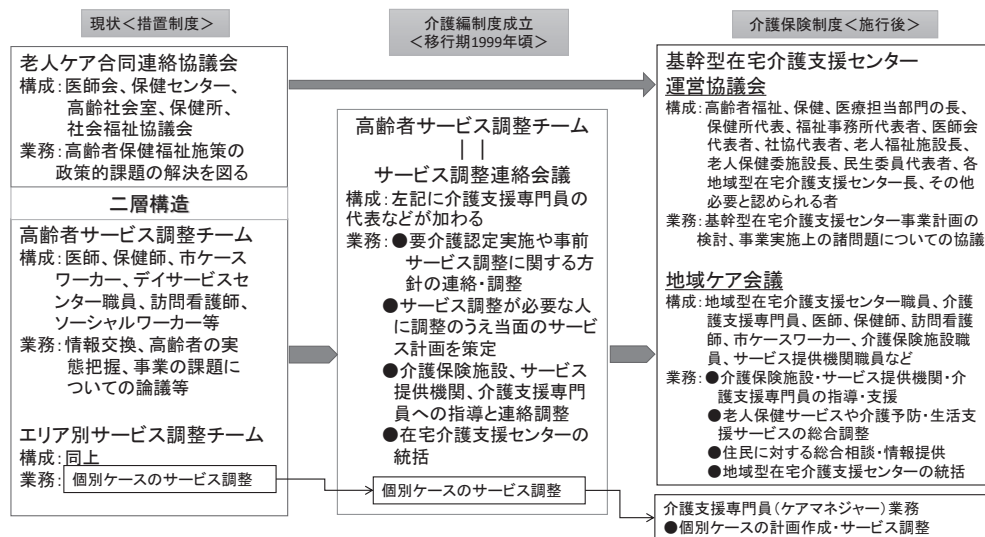 現状<措置制度>
老人ケア合同連絡協議会
構成:医師会、保健センター、
高齢社会室、保健所、
社会福祉協議会
業務:高齢者保健福祉施策の
政策的課題の解決を図る
二層構造
高齢者サービス調整チーム
構成:医師、保健師、市ケース
ワーカー、デイサービスセ
ンター職員、訪問看護師、
ソーシャルワーカー等
業務:情報交換、高齢者の実
態把握、事業の課題に
ついての論議等
エリア別サービス調整チーム
構成:同上
業務:個別ケースのサービス調整
介護編制度成立
<移行期1999年頃>
高齢者サービス調整チーム
||
サービス調整連絡会議
構成:左記に介護支援専門員の
代表などが加わる
業務:●要介護認定実施や事前
サービス調整に関する方
針の連絡・調整
●サービス調整が必要な人
に調整のうえ当面のサービ
ス計画を策定
●介護保険施設、サービス
提供機関、介護支援専門
員への指導と連絡調整
●在宅介護支援センターの
統括
個別ケースのサービス調整
介護保険制度<施行後>
基幹型在宅介護支援センター
運営協議会
構成:高齢者福祉、保健、医療担当部門の長、
保健所代表、福祉事務所代表者、医師会
代表者、社協代表者、老人福祉施設長、
老人保健委施設長、民生委員代表者、各
地域型在宅介護支援センター長、その他
必要と認められる者
業務:基幹型在宅介護支援センター事業計画の
検討、事業実施上の諸問題についての協議
地域ケア会議
構成:地域型在宅介護支援センター職員、介護
護支援専門員、医師、保健師、訪問看護
師、市ケースワーカー、介護保険施設職
員、サービス提供機関職員など
業務:●介護保険施設・サービス提供機関・介
護支援専門員の指導・支援
●老人保健サービスや介護予防・生活支
援サービスの総合調整
●住民に対する総合相談・情報提供
●地域型在宅介護支援センターの統括
介護支援専門員(ケアマネジャー)業務
●個別ケースの計画作成・サービス調整